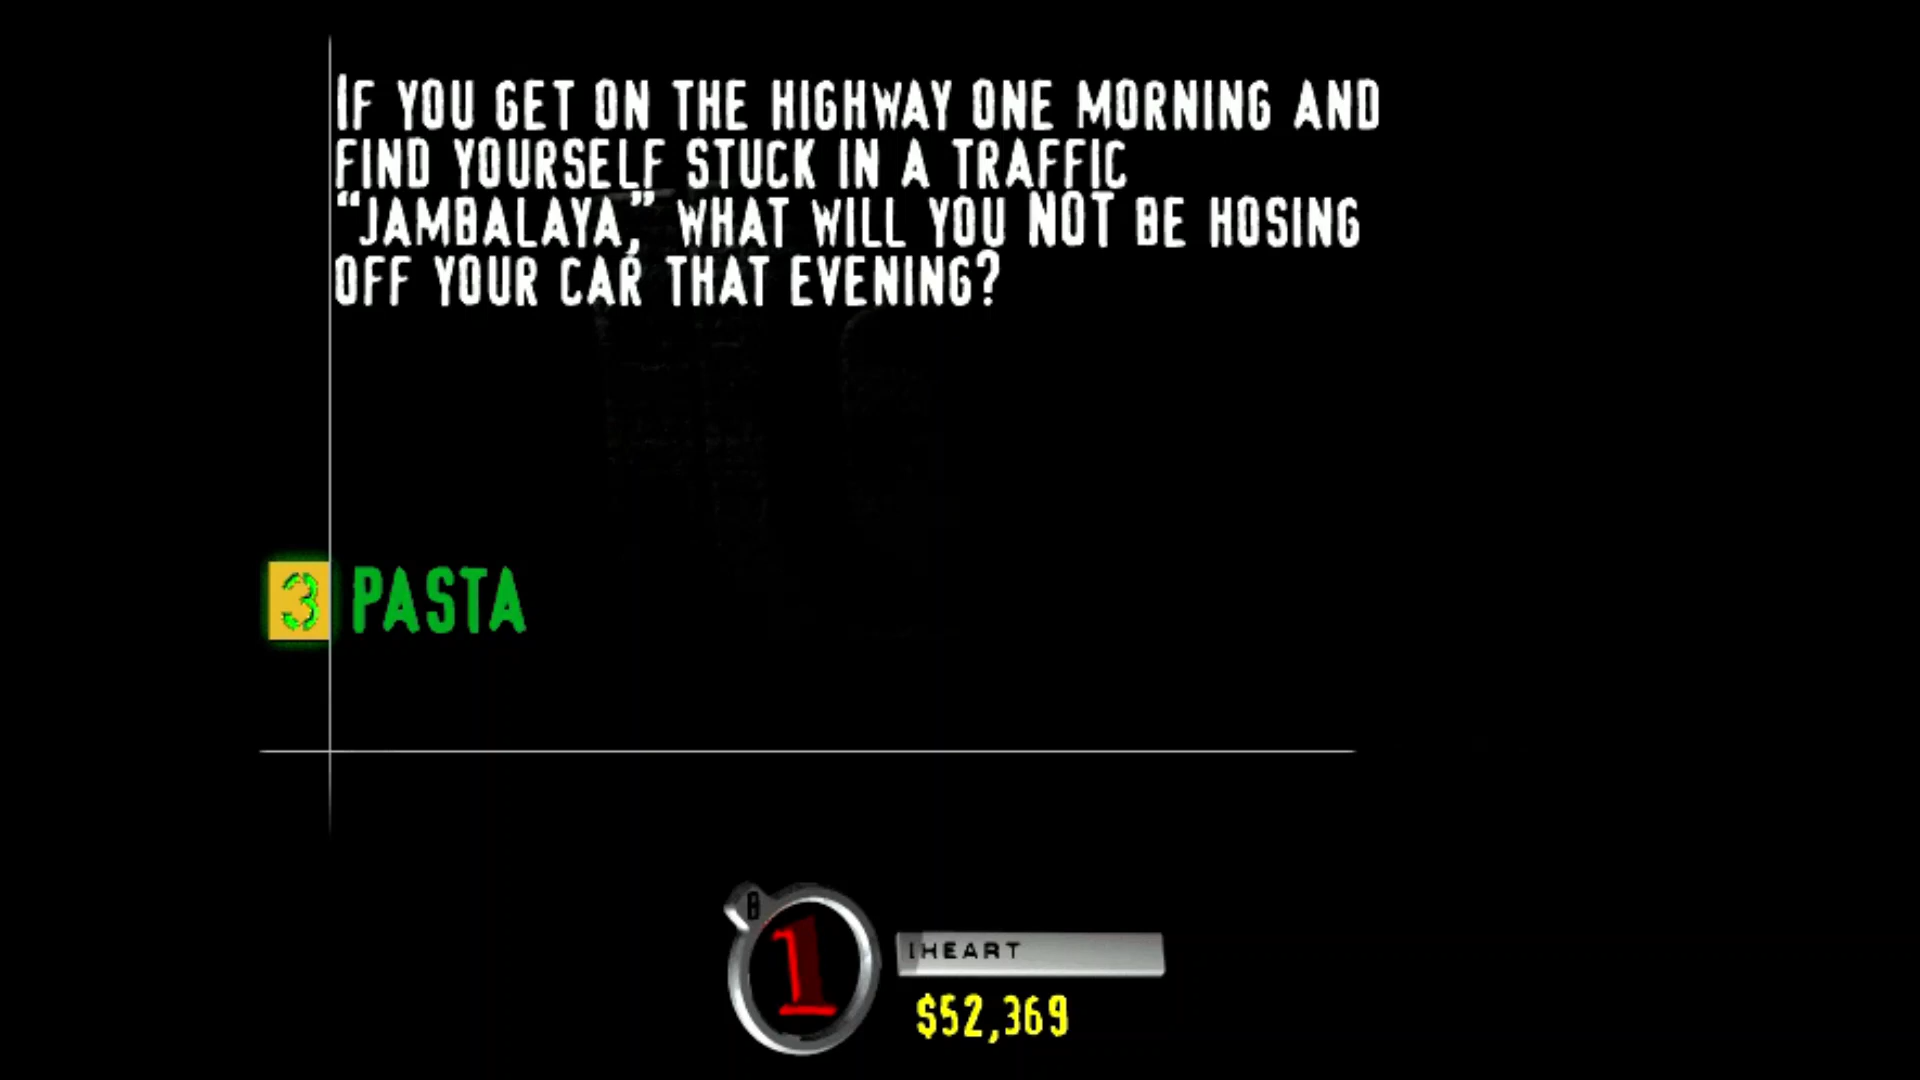 If you get on the highway one morning and
find yourself stuck in a traffic
“jambalaya,” what will you NOT be hosing
off your car that evening?
3 PASTA
8
1
IHEART
$52,369